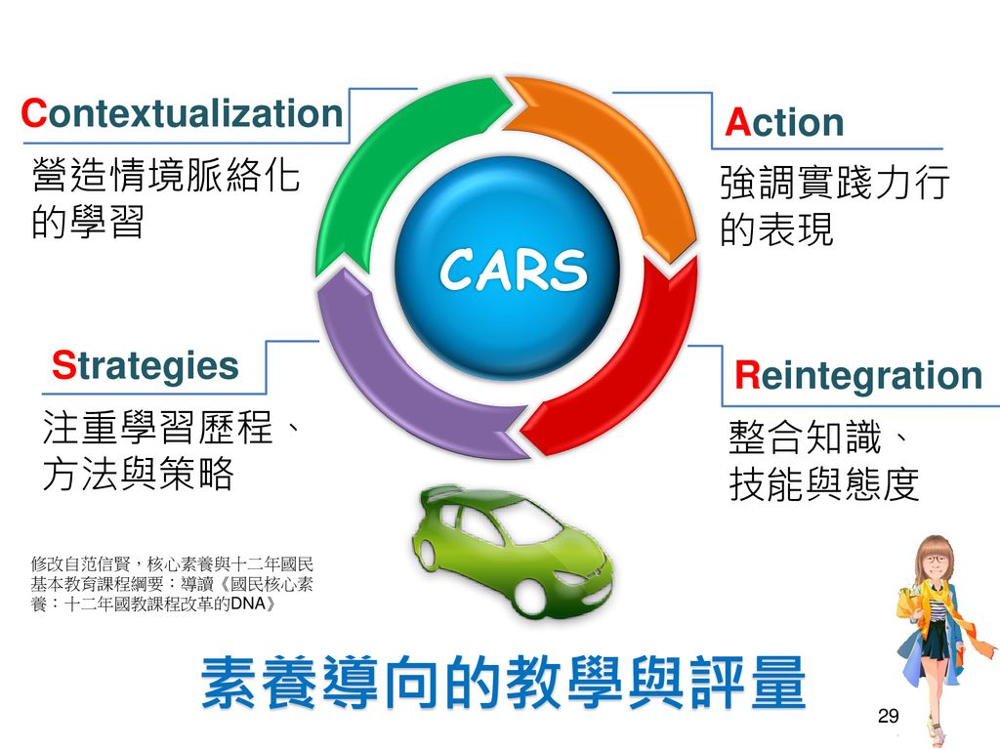 Contextualization
營造情境脈絡化
的學習
Action
強調實踐力行
的表現
CARS
Strategies
注重學習歷程、
方法與策略
Reintegration
整合知識、
技能與態度
修改自范信賢，核心素養與十二年國民
基本教育課程綱要：導讀《國民核心素
養：十二年國教課程改革的DNA》
素養導向的教學與評量
29